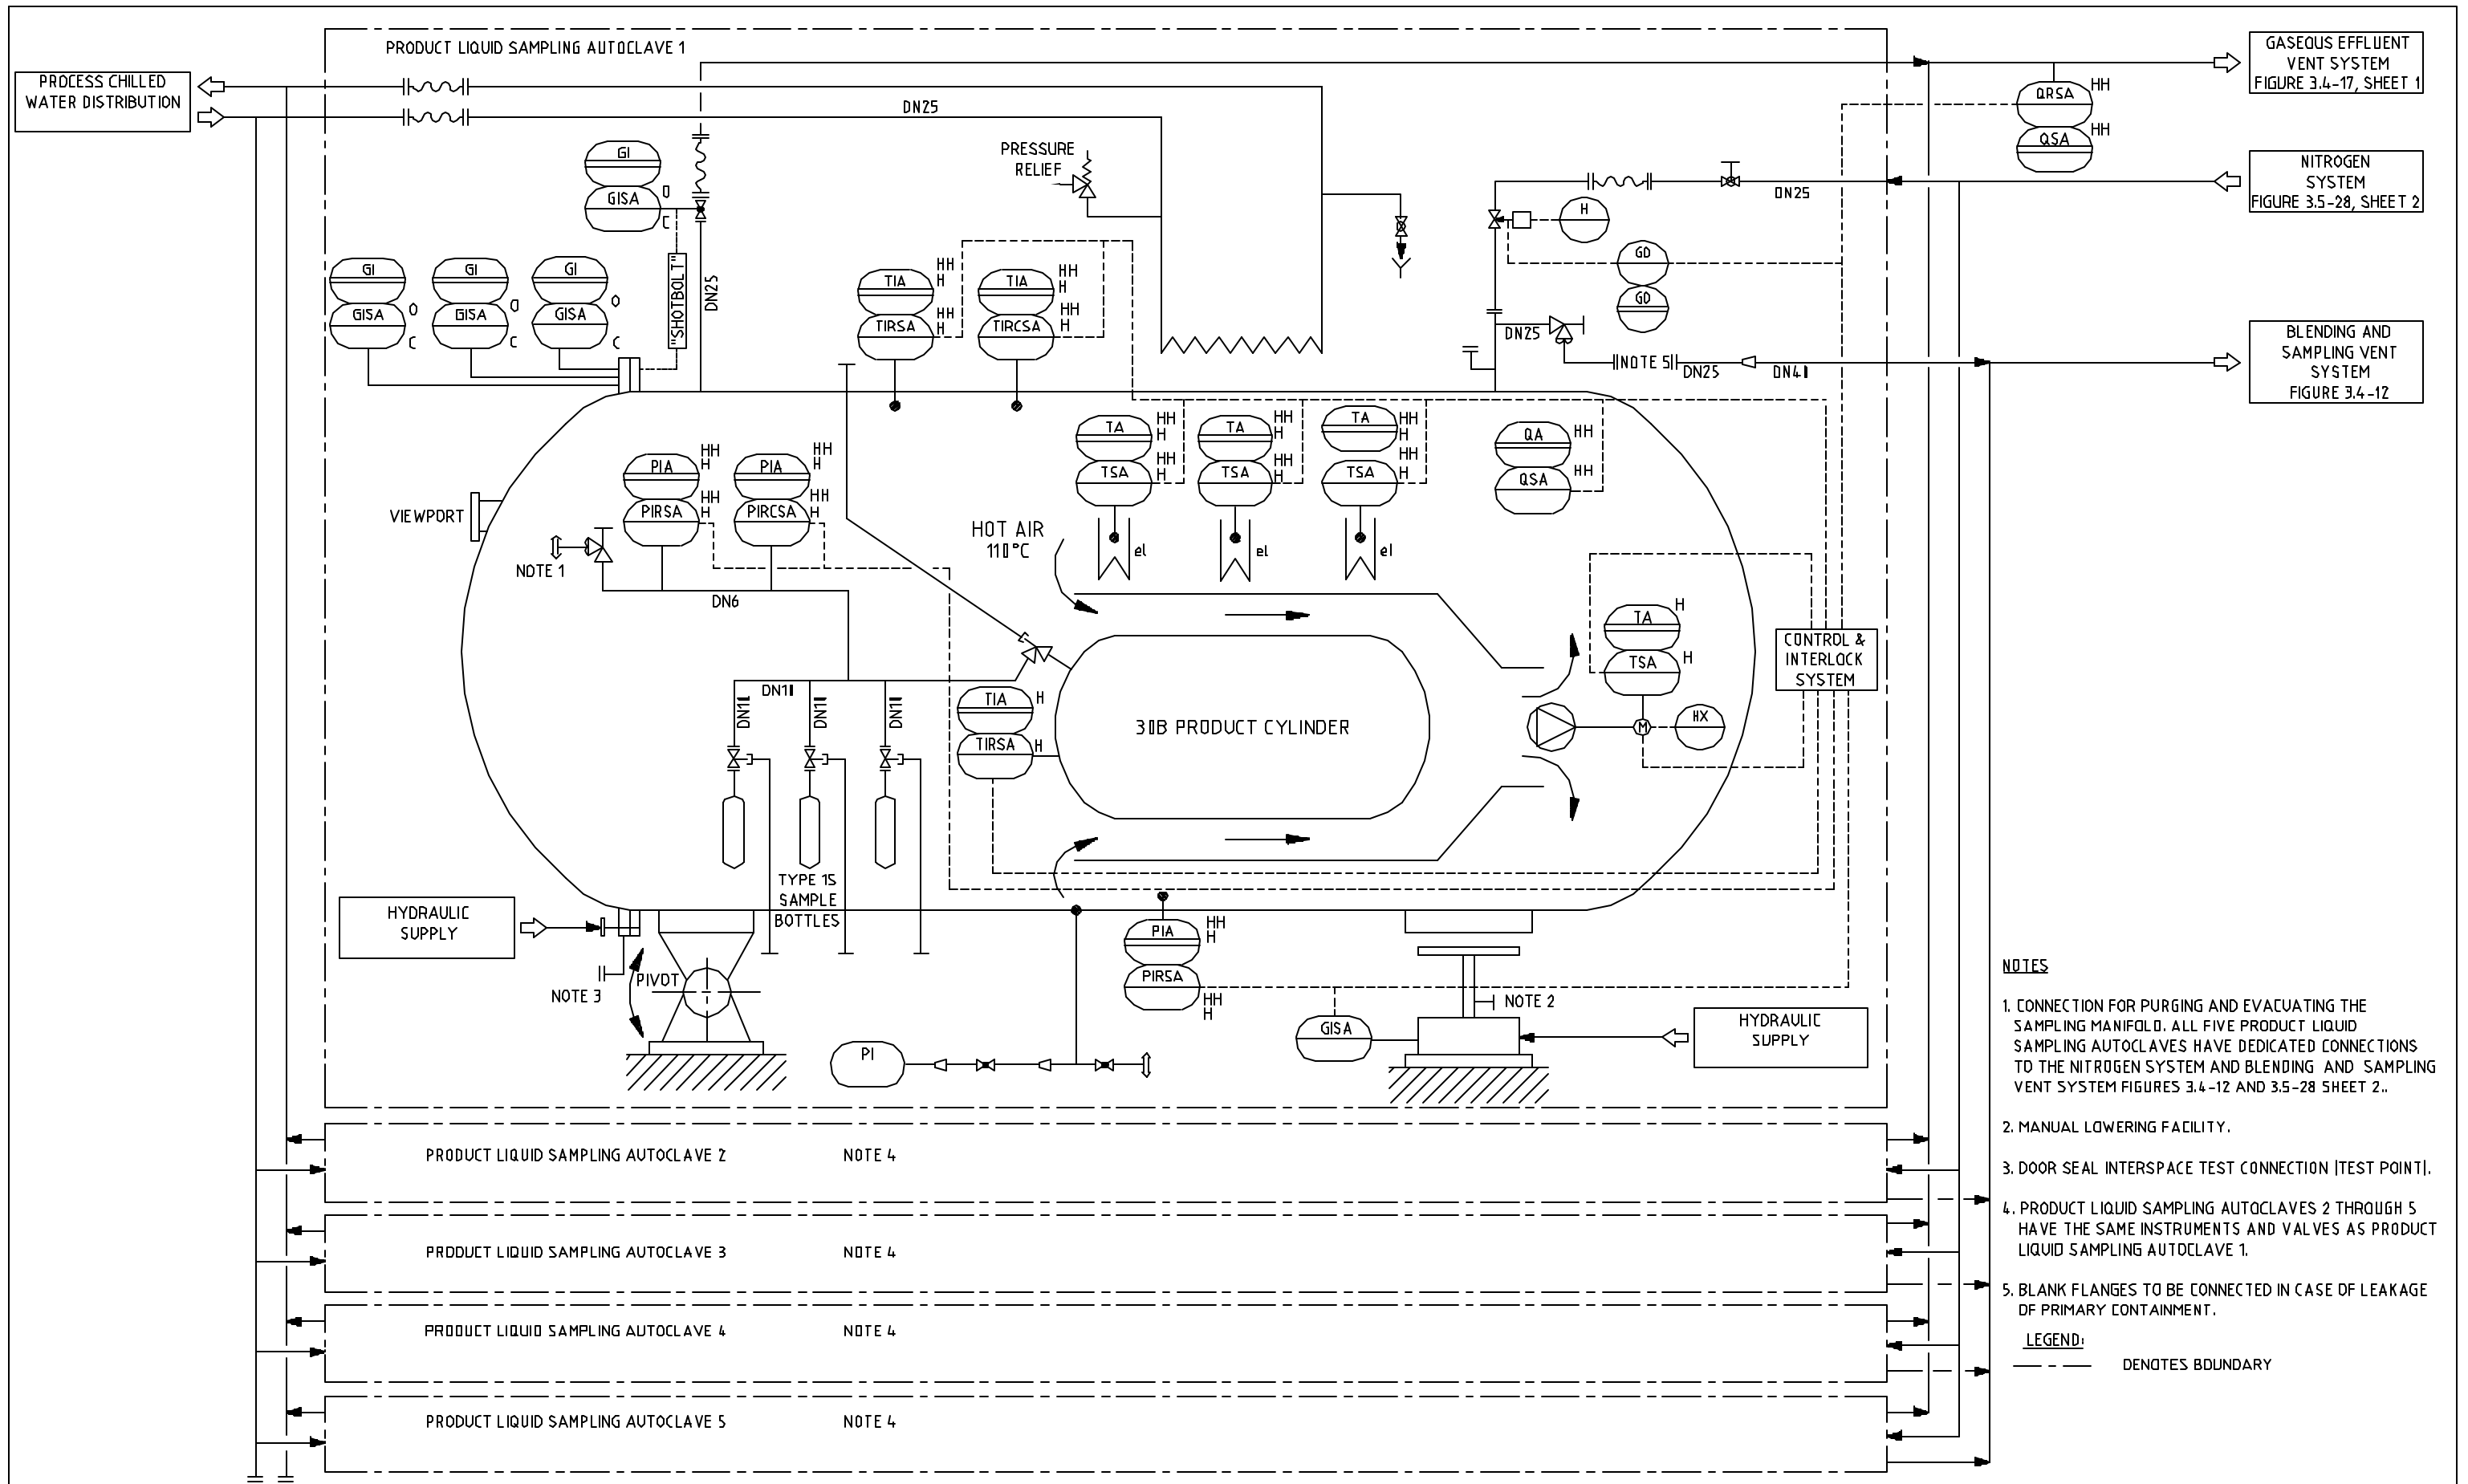 PRODUCT LIQUID SAMPLING AUTOCLAVE 1
PROCESS CHILLED
WATER DISTRIBUTION
GASEOUS EFFLUENT
VENT SYSTEM
FIGURE 3.4-17, SHEET 1
QRSA
HH
QSA
HH
NITROGEN
SYSTEM
FIGURE 3.5-28, SHEET 2
BLENDING AND
SAMPLING VENT
SYSTEM
FIGURE 3.4-12
DN25
PRESSURE
RELIEF
DN25
GI
GISA
O
C
"SHOTBOLT"
DN25
GI
GISA
O
C
GI
GISA
O
C
GI
GISA
O
C
TIA
HH
H
TIRSA
HH
H
TIA
HH
H
TIRCSA
HH
H
H
GD
GD
DN25
NOTE 5
DN25
VIEWPORT
PIA
HH
H
PIRSA
HH
H
PIA
HH
H
PIRCSA
HH
H
NOTE 1
DN6
HOT AIR
110°C
TA
HH
H
TSA
HH
H
el
TA
HH
H
TSA
HH
H
el
TA
HH
H
TSA
HH
H
el
QA
HH
QSA
HH
TA
H
TSA
H
M
HX
CONTROL &
INTERLOCK
SYSTEM
DN10
DN10
DN10
DN10
TIA
H
TIRSA
H
30B PRODUCT CYLINDER
TYPE 1S
SAMPLE
BOTTLES
HYDRAULIC
SUPPLY
NOTE 3
PIVOT
PI
PIA
HH
H
PIRSA
HH
H
GISA
NOTE 2
HYDRAULIC
SUPPLY
PRODUCT LIQUID SAMPLING AUTOCLAVE 2 NOTE 4
PRODUCT LIQUID SAMPLING AUTOCLAVE 3 NOTE 4
PRODUCT LIQUID SAMPLING AUTOCLAVE 4 NOTE 4
PRODUCT LIQUID SAMPLING AUTOCLAVE 5 NOTE 4
NOTES
1. CONNECTION FOR PURGING AND EVACUATING THE
SAMPLING MANIFOLD. ALL FIVE PRODUCT LIQUID
SAMPLING AUTOCLAVES HAVE DEDICATED CONNECTIONS
TO THE NITROGEN SYSTEM AND BLENDING AND SAMPLING
VENT SYSTEM FIGURES 3.4-12 AND 3.5-28 SHEET 2..
2. MANUAL LOWERING FACILITY.
3. DOOR SEAL INTERSPACE TEST CONNECTION |TEST POINT|.
4. PRODUCT LIQUID SAMPLING AUTOCLAVES 2 THROUGH 5
HAVE THE SAME INSTRUMENTS AND VALVES AS PRODUCT
LIQUID SAMPLING AUTOCLAVE 1.
5. BLANK FLANGES TO BE CONNECTED IN CASE OF LEAKAGE
OF PRIMARY CONTAINMENT.
LEGEND:
DENOTES BOUNDARY